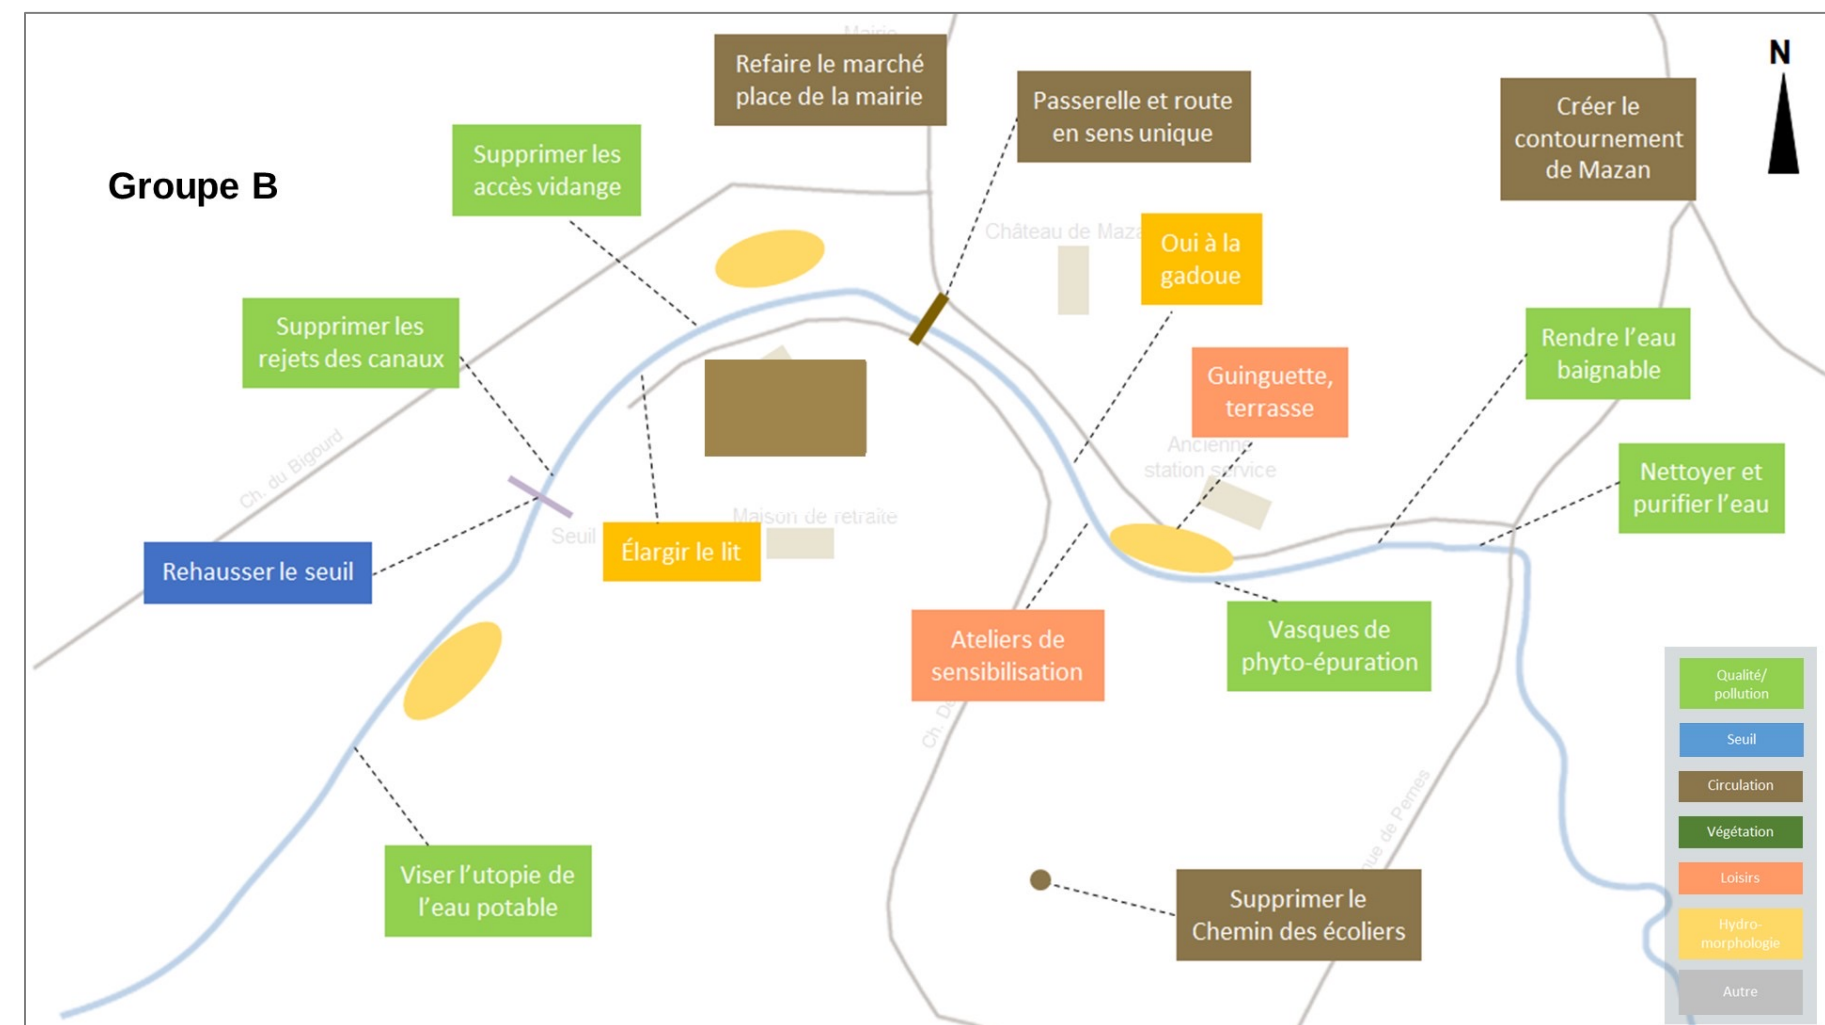 Mairie
Refaire le marché
place de la mairie
Passerelle et route
en sens unique
Créer le
contournement
de Mazan
N
Groupe B
Supprimer les
accès vidange
Château de
Oui à la
gadoue
Supprimer les
rejets des canaux
Rendre l’eau
baignable
Guinguette,
terrasse
Ch. du Bigourd
Ancienne
station service
Nettoyer et
purifier l’eau
Seuil
Maison de retraite
Élargir le lit
Rehausser le seuil
Ateliers de
sensibilisation
Vasques de
phyto-épuration
Ch.
de Pernes
Viser l’utopie de
l’eau potable
Supprimer le
Chemin des écoliers
Qualité/
pollution
Seuil
Circulation
Végétation
Loisirs
Hydro-
morphologie
Autre